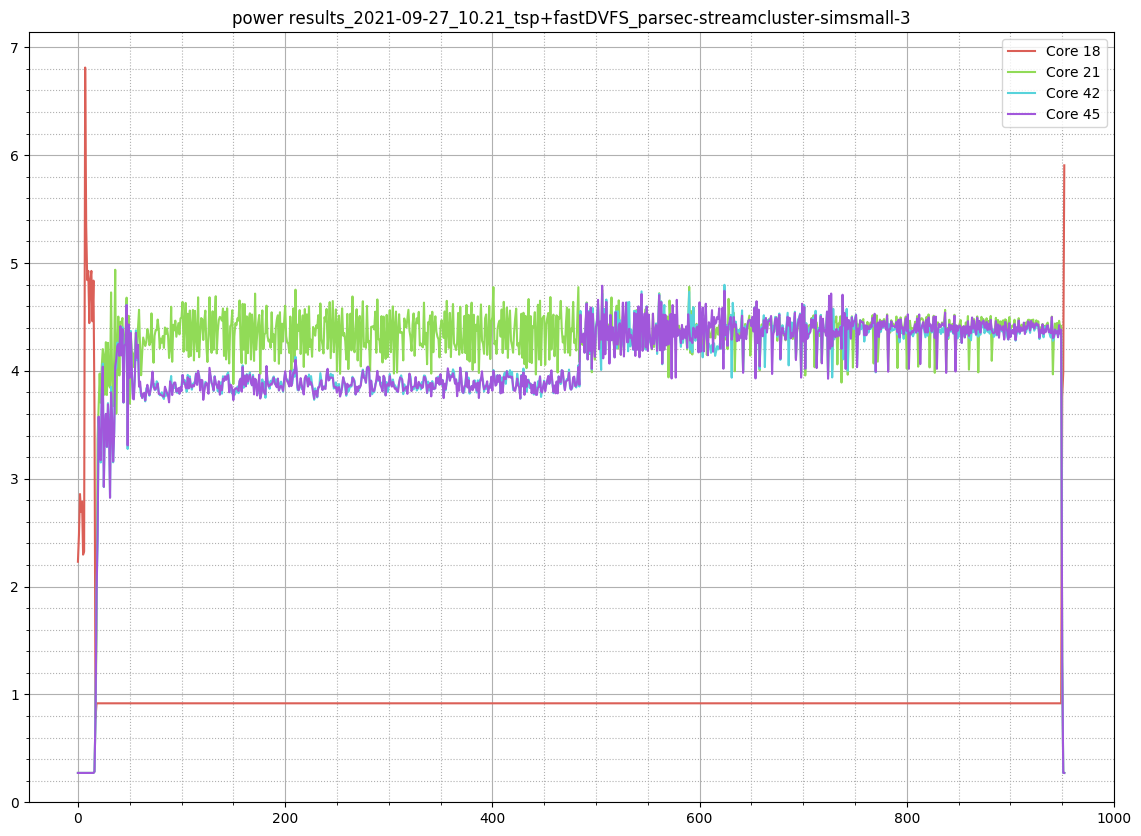 power results_2021-09-27_10.21_tsp+fastDVFS_parsec-streamcluster-simsmall-3
7
6
5
4
3
2
1
0
Core 18
Core 21
Core 42
Core 45
0 200 400 600 800 1000